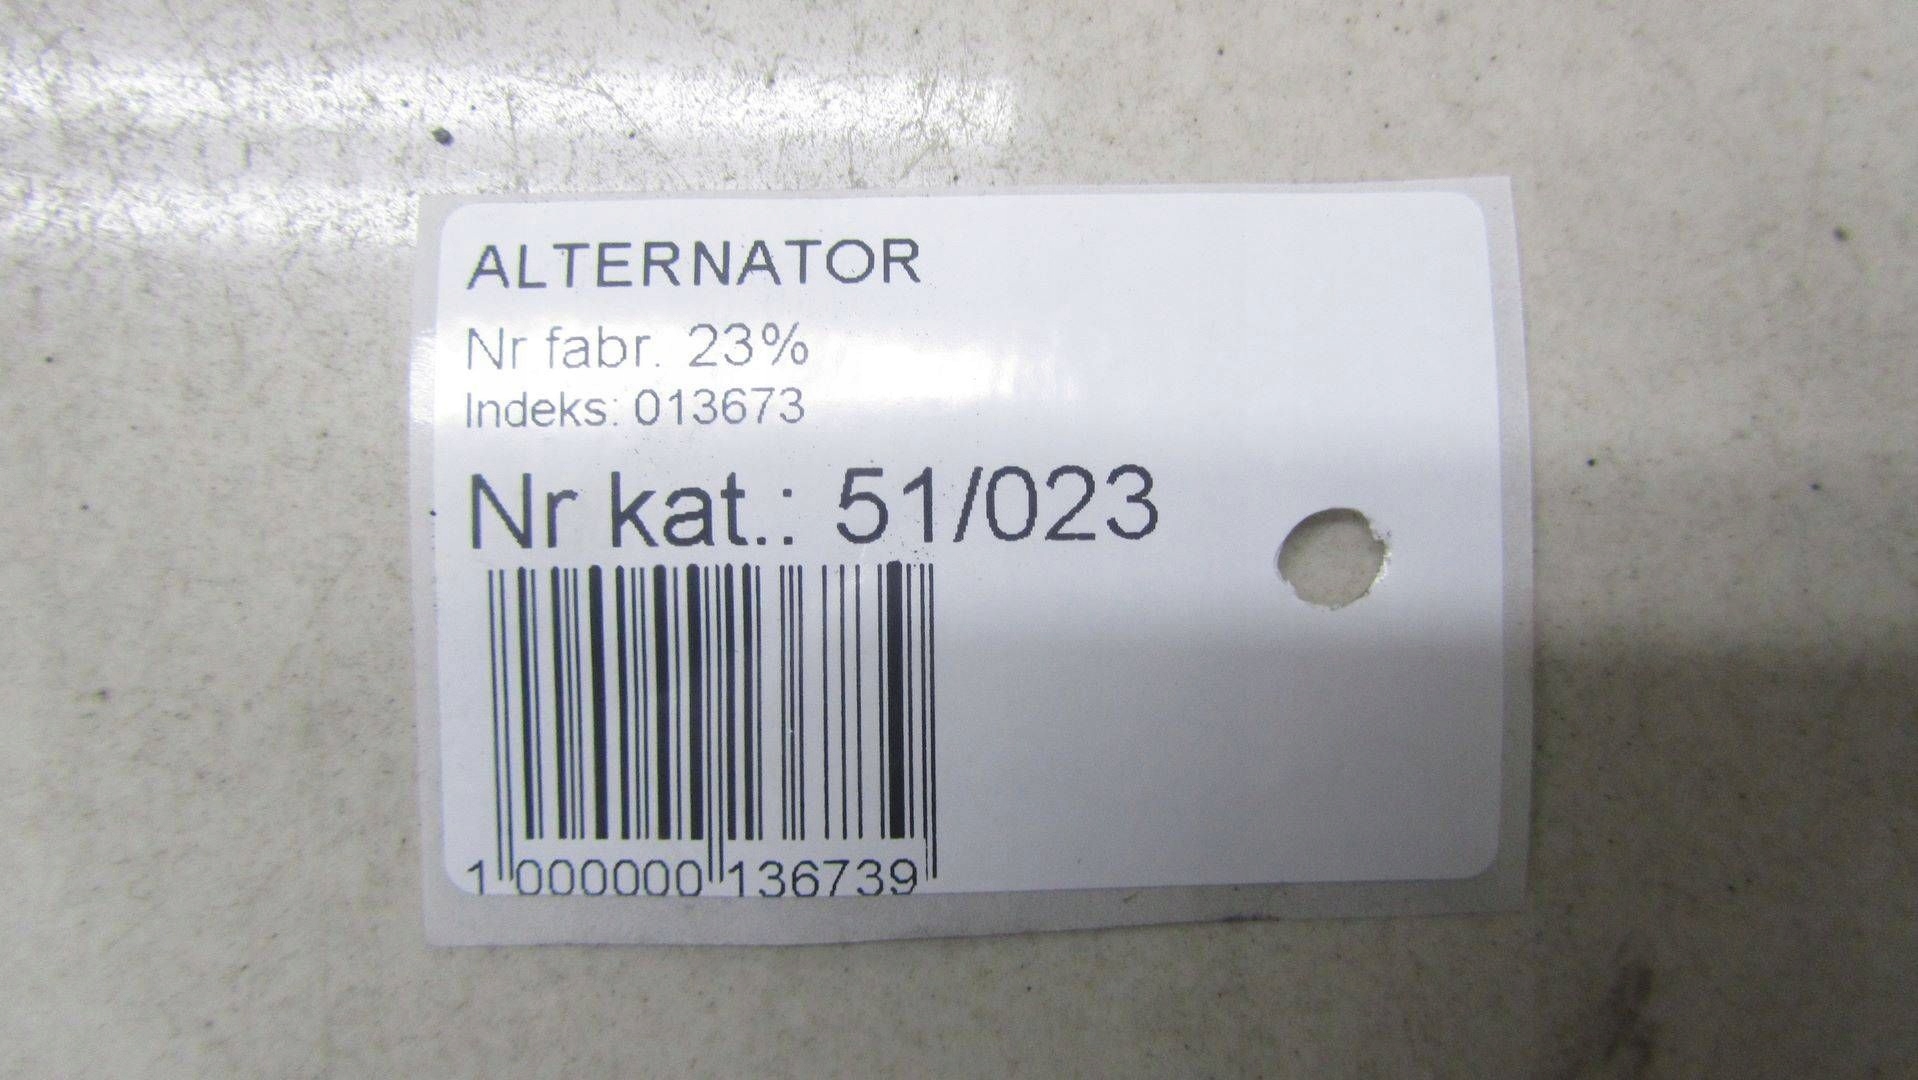 ALTERNATOR
Nr fabr. 23%
Indeks: 013673
Nr kat.: 51/023
1 000000 136739